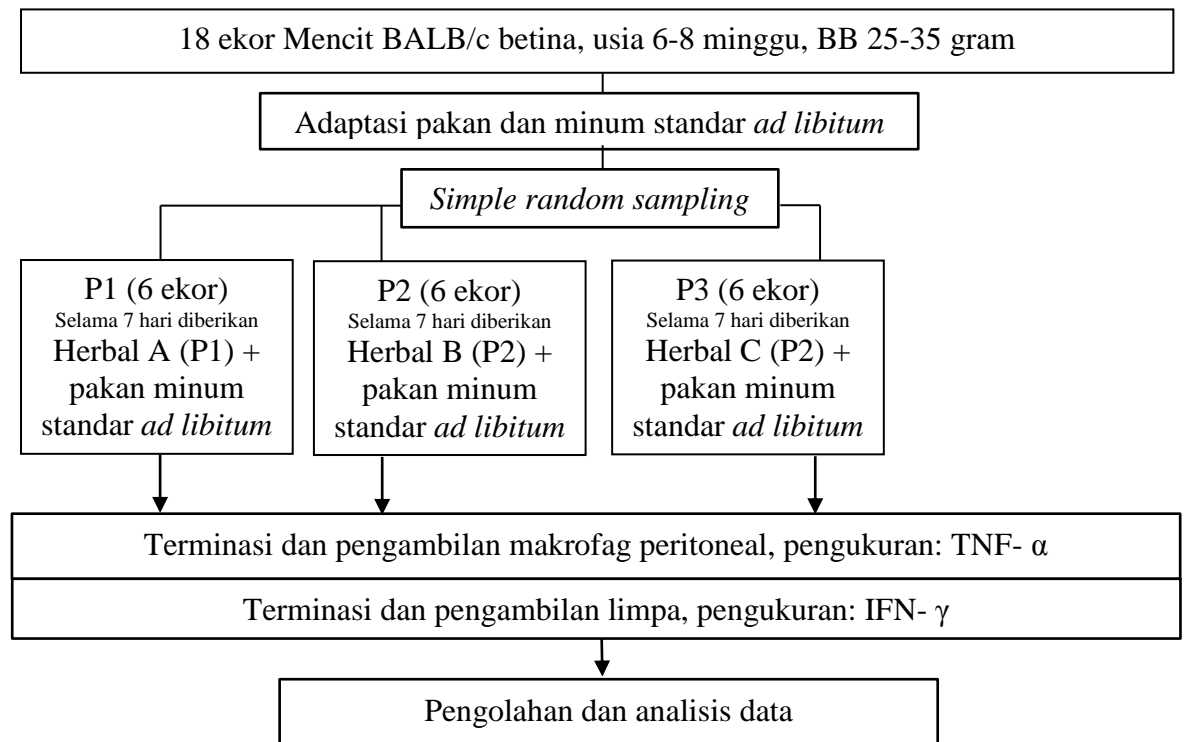 18 ekor Mencit BALB/c betina, usia 6-8 minggu, BB 25-35 gram
Adaptasi pakan dan minum standar ad libitum
Simple random sampling
P1 (6 ekor)
Selama 7 hari diberikan
Herbal A (P1) +
pakan minum
standar ad libitum
P2 (6 ekor)
Selama 7 hari diberikan
Herbal B (P2) +
pakan minum
standar ad libitum
P3 (6 ekor)
Selama 7 hari diberikan
Herbal C (P2) +
pakan minum
standar ad libitum
Terminasi dan pengambilan makrofag peritoneal, pengukuran: TNF- α
Terminasi dan pengambilan limpa, pengukuran: IFN- γ
Pengolahan dan analisis data